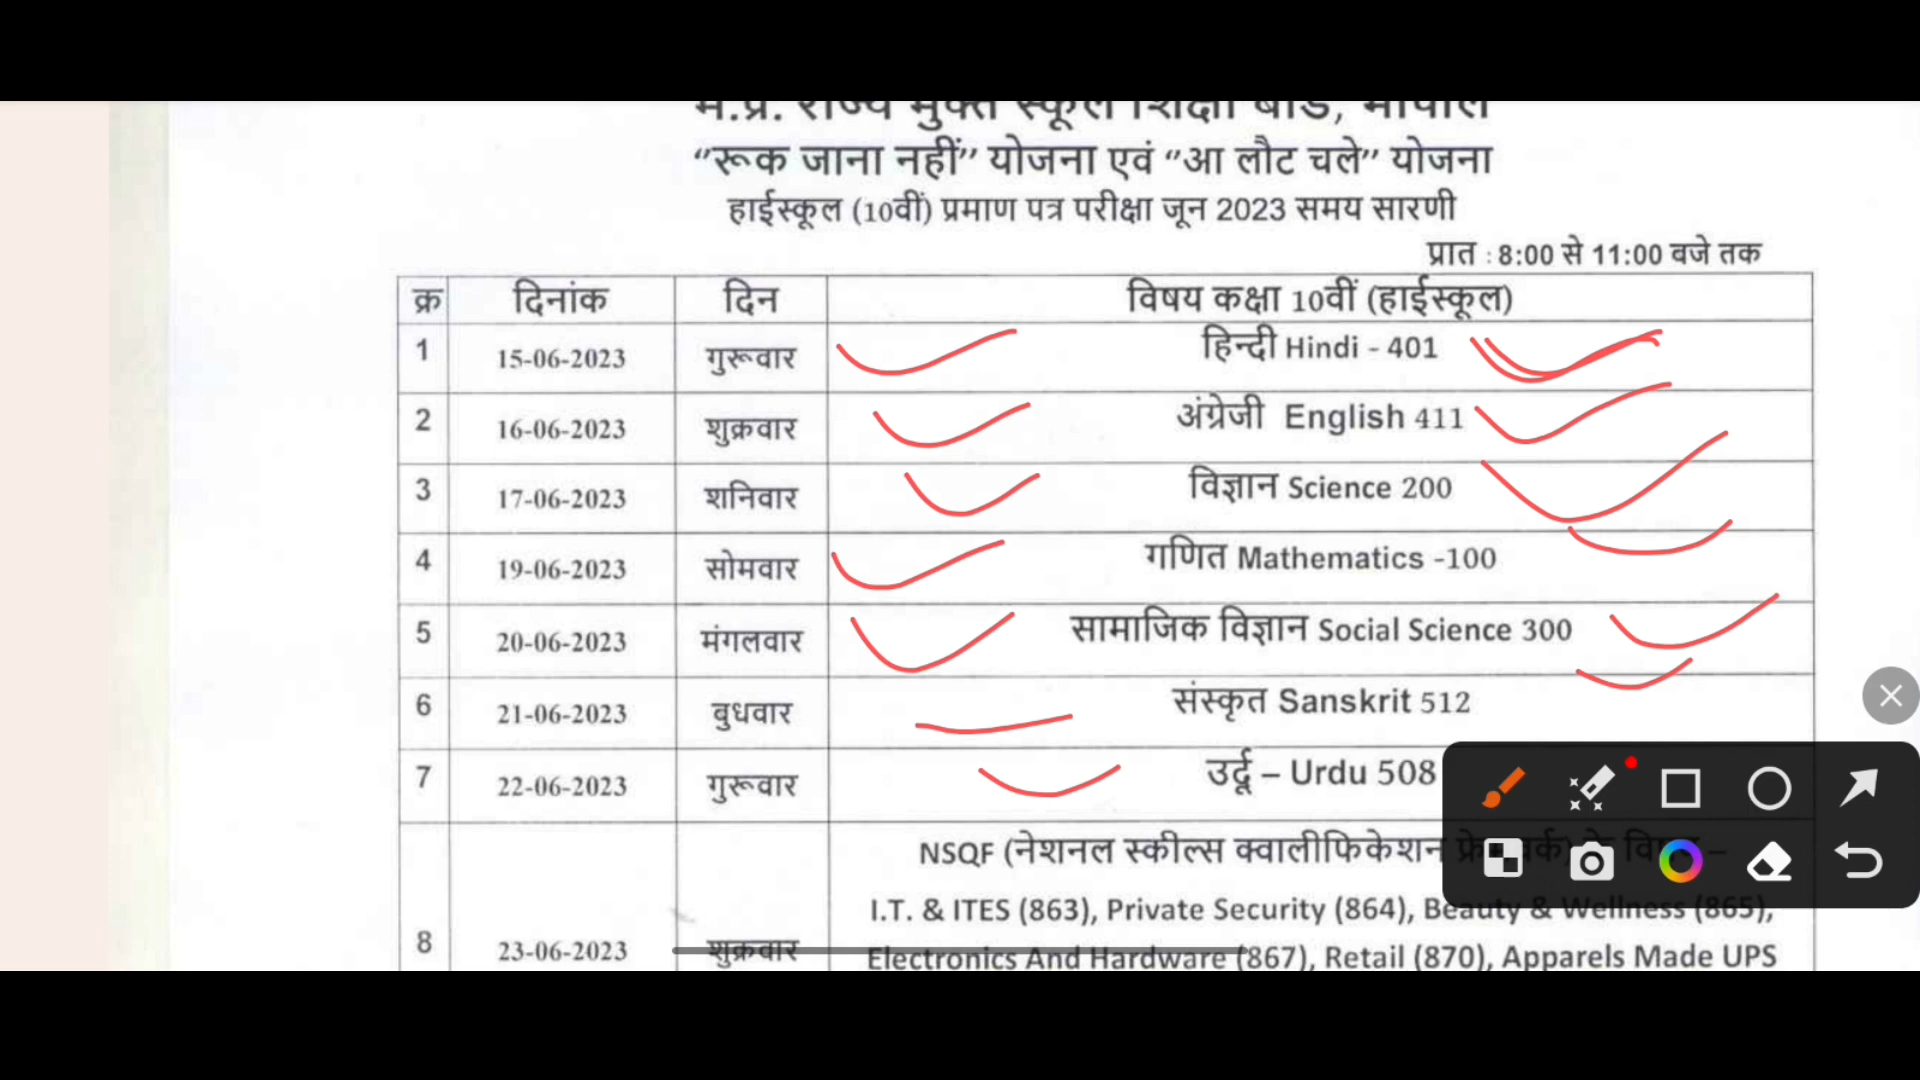 म.प्र. राज्य मुक्त स्कूल शिक्षा बोर्ड, भोपाल
“रूक जाना नहीं” योजना एवं “आ लौट चले” योजना
हाईस्कूल (10वीं) प्रमाण पत्र परीक्षा जून 2023 समय सारणी
प्रात : 8:00 से 11:00 बजे तक
क्र दिनांक दिन विषय कक्षा 10वीं (हाईस्कूल)
1 15-06-2023 गुरूवार हिन्दी Hindi - 401
2 16-06-2023 शुक्रवार अंग्रेजी English 411
3 17-06-2023 शनिवार विज्ञान Science 200
4 19-06-2023 सोमवार गणित Mathematics -100
5 20-06-2023 मंगलवार सामाजिक विज्ञान Social Science 300
6 21-06-2023 बुधवार संस्कृत Sanskrit 512
7 22-06-2023 गुरूवार उर्दू – Urdu 508
NSQF (नेशनल स्कील्स क्वालीफिकेशन
I.T. & ITES (863), Private Security (864), Beauty & Wellness (865),
8 23-06-2023 शुक्रवार Electronics And Hardware (867), Retail (870), Apparels Made UPS